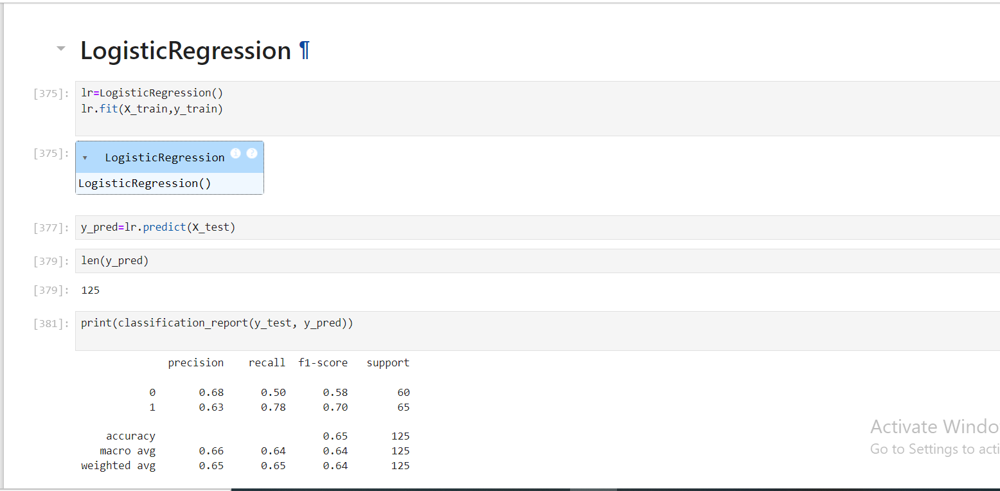 LogisticRegression ¶
[375]: lr=LogisticRegression()
lr.fit(X_train,y_train)
[375]: LogisticRegression
LogisticRegression()
[377]: y_pred=lr.predict(X_test)
[379]: len(y_pred)
[379]: 125
[381]: print(classification_report(y_test, y_pred))
precision recall f1-score support
0 0.68 0.50 0.58 60
1 0.63 0.78 0.70 65
accuracy 0.65 125
macro avg 0.66 0.64 0.64 125
weighted avg 0.65 0.65 0.64 125
Activate Windo
Go to Settings to acti